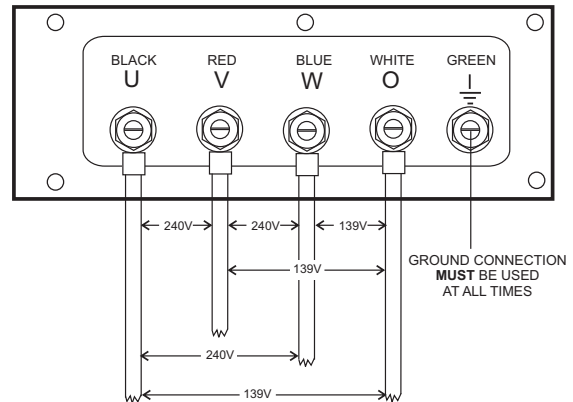 BLACK RED BLUE WHITE GREEN
U V W O
240V 240V 139V
139V
GROUND CONNECTION
MUST BE USED
AT ALL TIMES
240V
139V